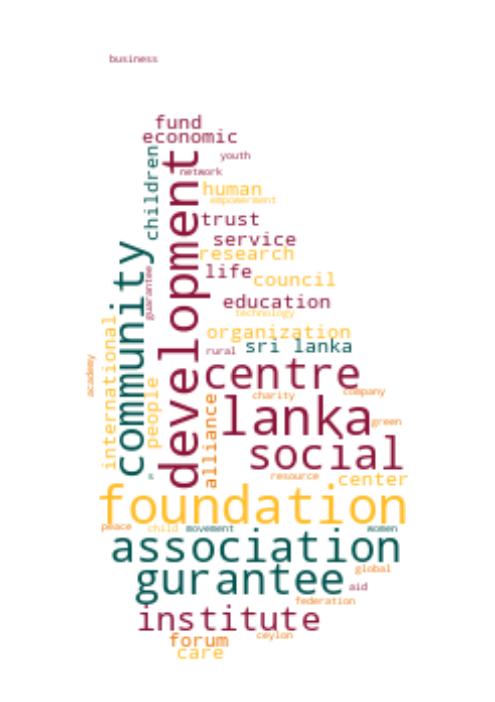 business
fund
economic
children
youth
network
development
human
empowerment
trust
service
community
research
guarantee
life
council
education
technology
international
organization
rural
sri lanka
academy
centre
people
charity
company
alliance
lanka
green
social
s
resource
center
foundation
peace
child
movement
women
association
gurantee
global
aid
federation
institute
forum
ceylon
care